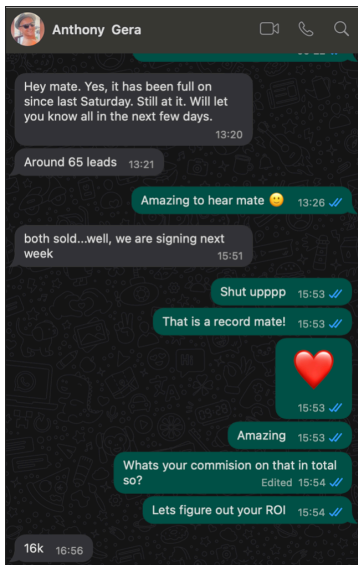 Anthony Gera
Hey mate. Yes, it has been full on
since last Saturday. Still at it. Will let
you know all in the next few days.
13:20
Around 65 leads 13:21
Amazing to hear mate 🙂 13:26
both sold...well, we are signing next
week 15:51
Shut upppp 15:53
That is a record mate! 15:53
❤️
15:53
Amazing 15:53
Whats your commision on that in total
so? Edited 15:54
Lets figure out your ROI 15:54
16k 16:56